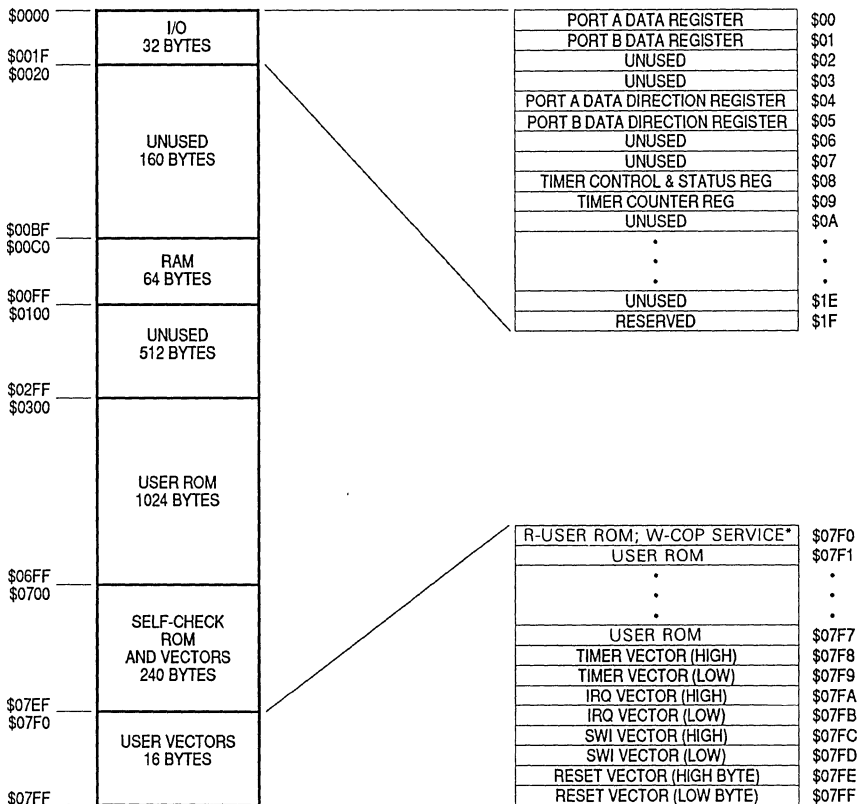 $0000
I/O
32 BYTES
$001F
$0020
UNUSED
160 BYTES
$00BF
$00C0
RAM
64 BYTES
$00FF
$0100
UNUSED
512 BYTES
$02FF
$0300
USER ROM
1024 BYTES
$06FF
$0700
SELF-CHECK
ROM
AND VECTORS
240 BYTES
$07EF
$07F0
USER VECTORS
16 BYTES
$07FF
PORT A DATA REGISTER $00
PORT B DATA REGISTER $01
UNUSED $02
UNUSED $03
PORT A DATA DIRECTION REGISTER $04
PORT B DATA DIRECTION REGISTER $05
UNUSED $06
UNUSED $07
TIMER CONTROL & STATUS REG $08
TIMER COUNTER REG $09
UNUSED $0A
• •
• •
• •
UNUSED $1E
RESERVED $1F
R-USER ROM; W-COP SERVICE* $07F0
USER ROM $07F1
• •
• •
• •
USER ROM $07F7
TIMER VECTOR (HIGH) $07F8
TIMER VECTOR (LOW) $07F9
IRQ VECTOR (HIGH) $07FA
IRQ VECTOR (LOW) $07FB
SWI VECTOR (HIGH) $07FC
SWI VECTOR (LOW) $07FD
RESET VECTOR (HIGH BYTE) $07FE
RESET VECTOR (LOW BYTE) $07FF